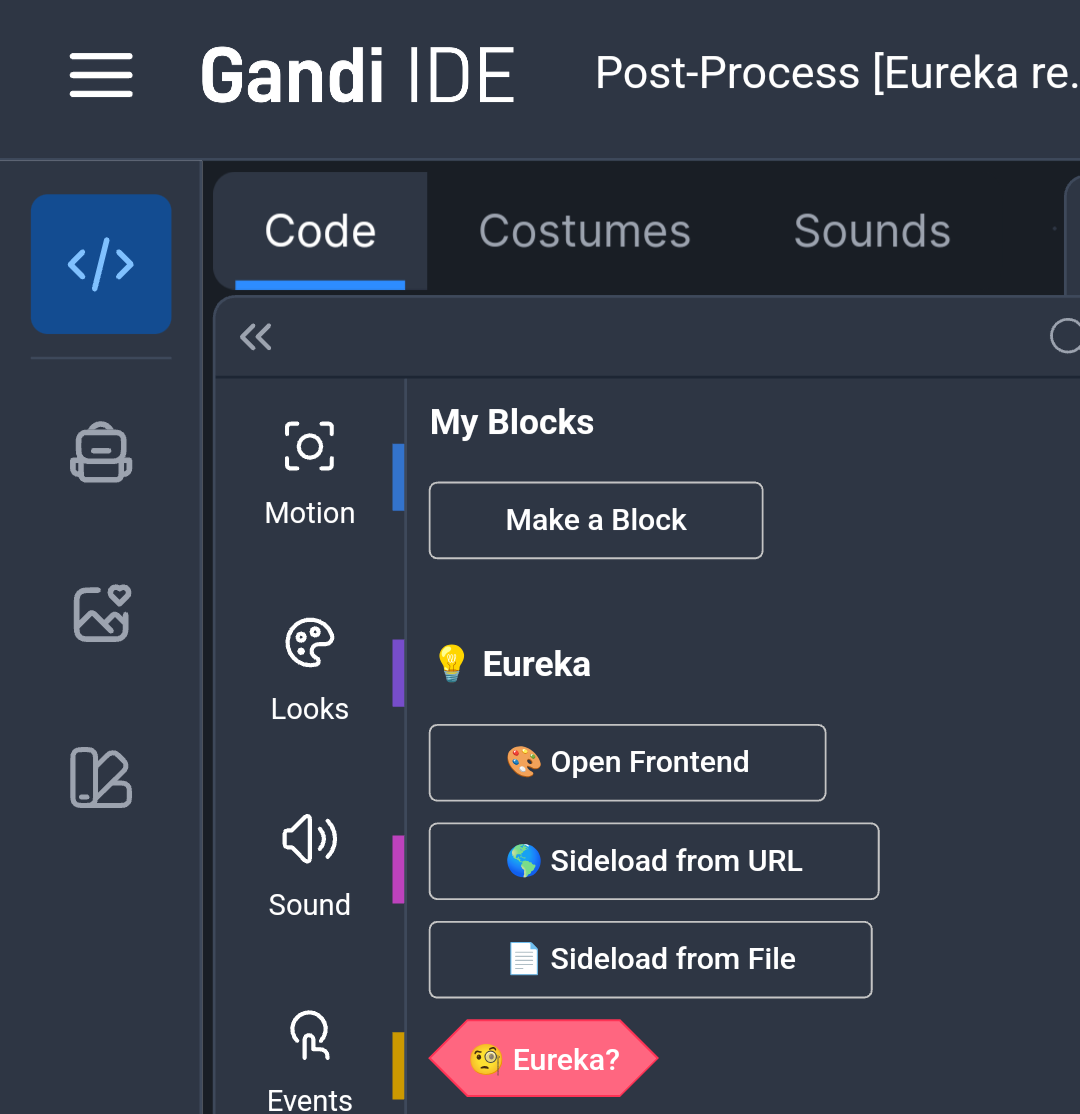 Gandi IDE
Post-Process [Eureka re..
Code
Costumes
Sounds
Motion
Looks
Sound
Events
My Blocks
Make a Block
💡 Eureka
🎨 Open Frontend
🌎 Sideload from URL
📄 Sideload from File
🧐 Eureka?